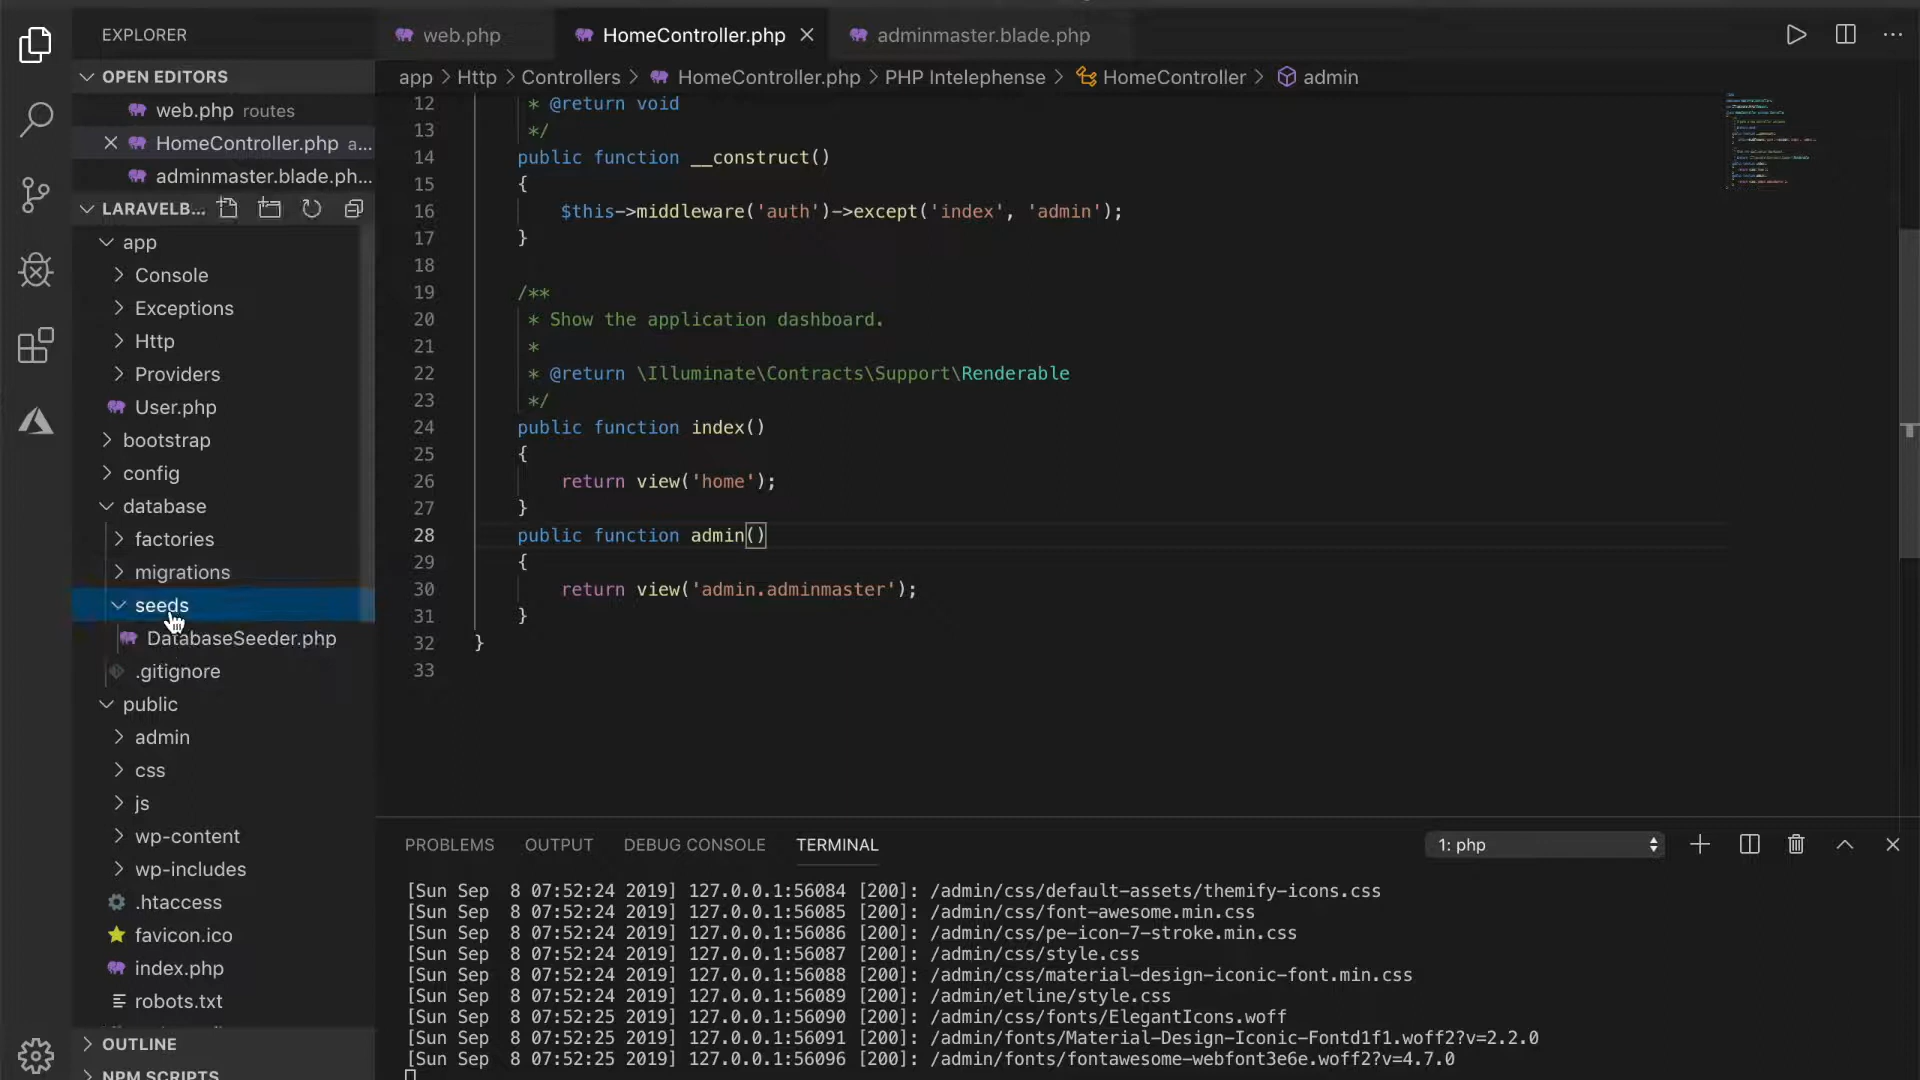 EXPLORER
OPEN EDITORS
web.php routes
HomeController.php a...
adminmaster.blade.ph...
LARAVELB...
app
Console
Exceptions
Http
Providers
User.php
bootstrap
config
database
factories
migrations
seeds
DatabaseSeeder.php
.gitignore
public
admin
css
js
wp-content
wp-includes
.htaccess
favicon.ico
index.php
robots.txt
OUTLINE
NPM SCRIPTS
web.php HomeController.php adminmaster.blade.php
app > Http > Controllers > HomeController.php > PHP Intelephense > HomeController > admin
12 * @return void
13 */
14 public function __construct()
15 {
16 $this->middleware('auth')->except('index', 'admin');
17 }
18
19 /**
20 * Show the application dashboard.
21 *
22 * @return \Illuminate\Contracts\Support\Renderable
23 */
24 public function index()
25 {
26 return view('home');
27 }
28 public function admin()
29 {
30 return view('admin.adminmaster');
31 }
32 }
33
PROBLEMS OUTPUT DEBUG CONSOLE TERMINAL 1: php
[Sun Sep  8 07:52:24 2019] 127.0.0.1:56084 [200]: /admin/css/default-assets/themify-icons.css
[Sun Sep  8 07:52:24 2019] 127.0.0.1:56085 [200]: /admin/css/font-awesome.min.css
[Sun Sep  8 07:52:24 2019] 127.0.0.1:56086 [200]: /admin/css/pe-icon-7-stroke.min.css
[Sun Sep  8 07:52:24 2019] 127.0.0.1:56087 [200]: /admin/css/style.css
[Sun Sep  8 07:52:24 2019] 127.0.0.1:56088 [200]: /admin/css/material-design-iconic-font.min.css
[Sun Sep  8 07:52:24 2019] 127.0.0.1:56089 [200]: /admin/etline/style.css
[Sun Sep  8 07:52:25 2019] 127.0.0.1:56090 [200]: /admin/css/fonts/ElegantIcons.woff
[Sun Sep  8 07:52:25 2019] 127.0.0.1:56091 [200]: /admin/fonts/Material-Design-Iconic-Fontd1f1.woff2?v=2.2.0
[Sun Sep  8 07:52:25 2019] 127.0.0.1:56096 [200]: /admin/fonts/fontawesome-webfont3e6e.woff2?v=4.7.0